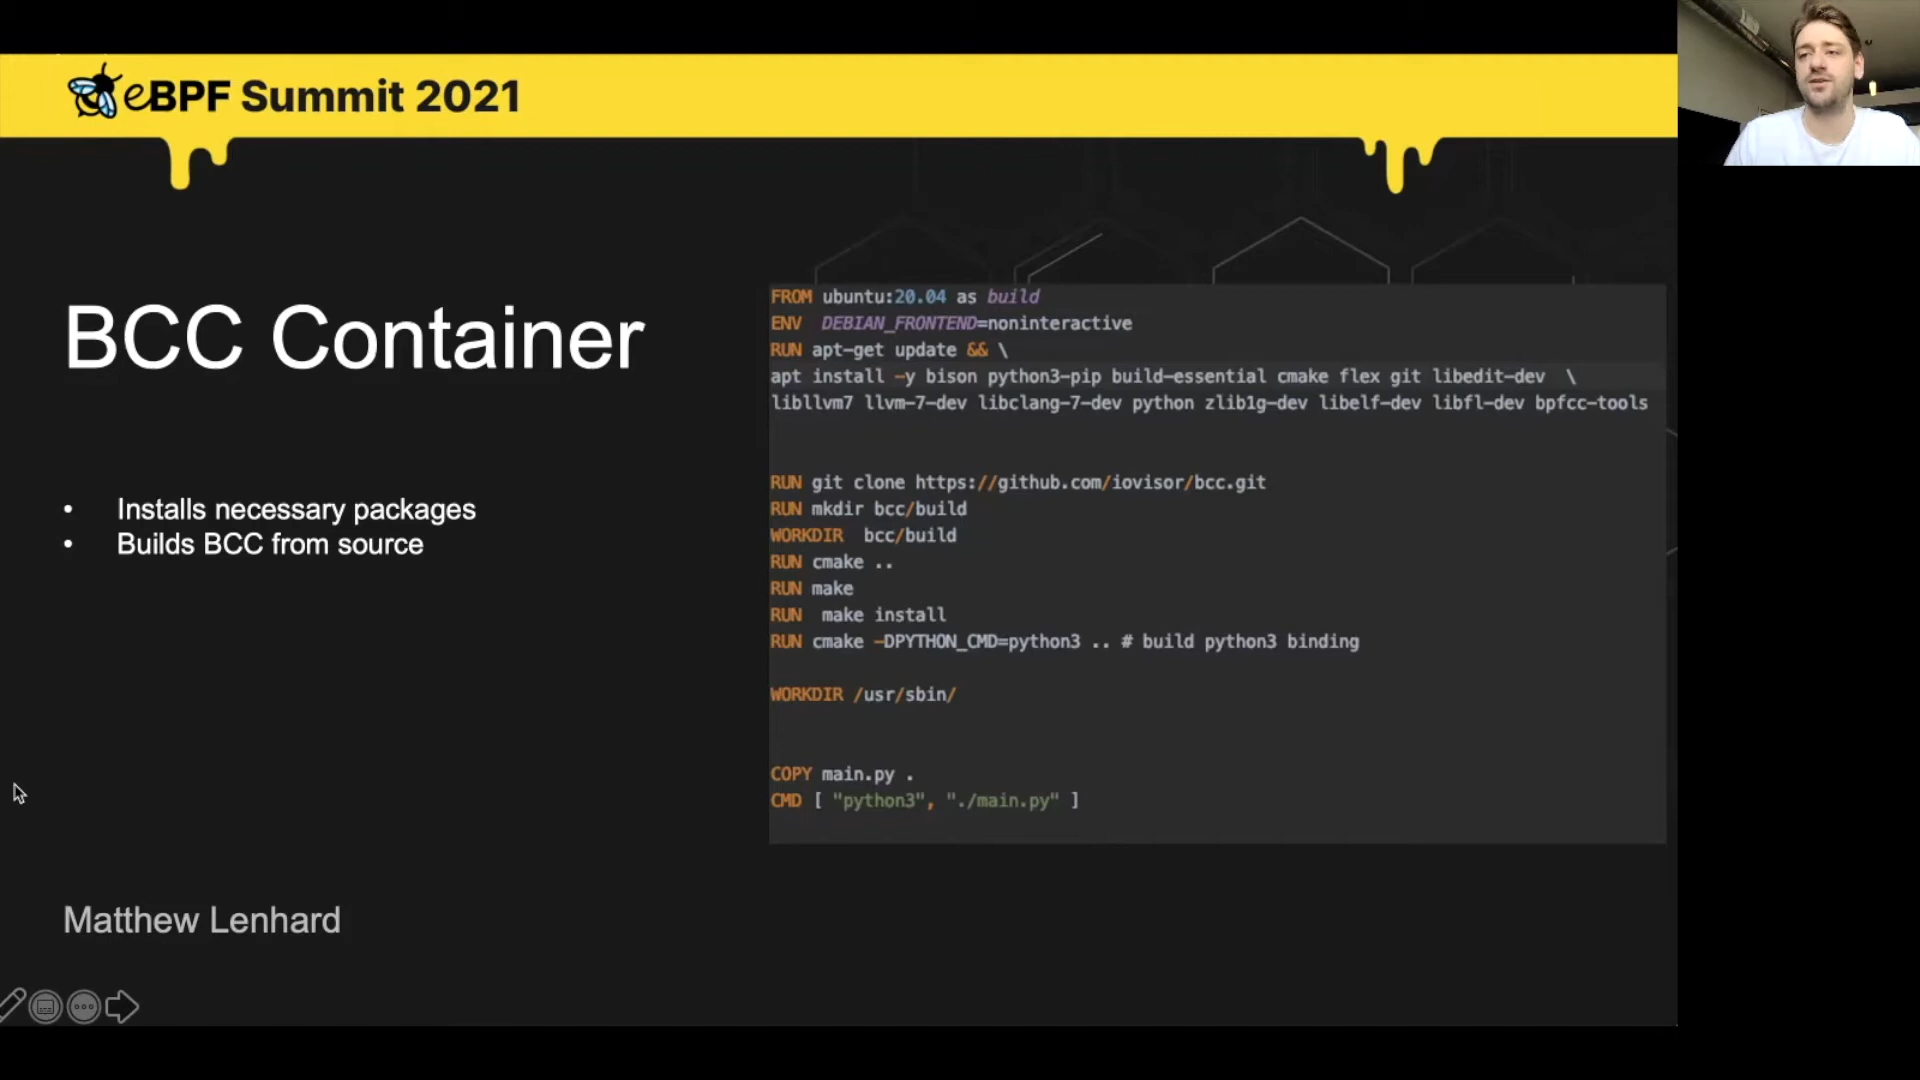 eBPF Summit 2021
BCC Container
• Installs necessary packages
• Builds BCC from source
FROM ubuntu:20.04 as build
ENV  DEBIAN_FRONTEND=noninteractive
RUN apt-get update && \
apt install -y bison python3-pip build-essential cmake flex git libedit-dev  \
libllvm7 llvm-7-dev libclang-7-dev python zlib1g-dev libelf-dev libfl-dev bpfcc-tools
RUN git clone https://github.com/iovisor/bcc.git
RUN mkdir bcc/build
WORKDIR  bcc/build
RUN cmake ..
RUN make
RUN  make install
RUN cmake -DPYTHON_CMD=python3 .. # build python3 binding
WORKDIR /usr/sbin/
COPY main.py .
CMD [ "python3", "./main.py" ]
Matthew Lenhard